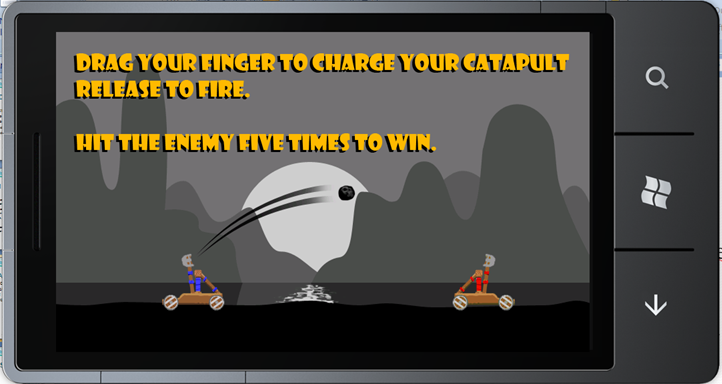 DRAG YOUR FINGER TO CHARGE YOUR CATAPULT
RELEASE TO FIRE.
HIT THE ENEMY FIVE TIMES TO WIN.